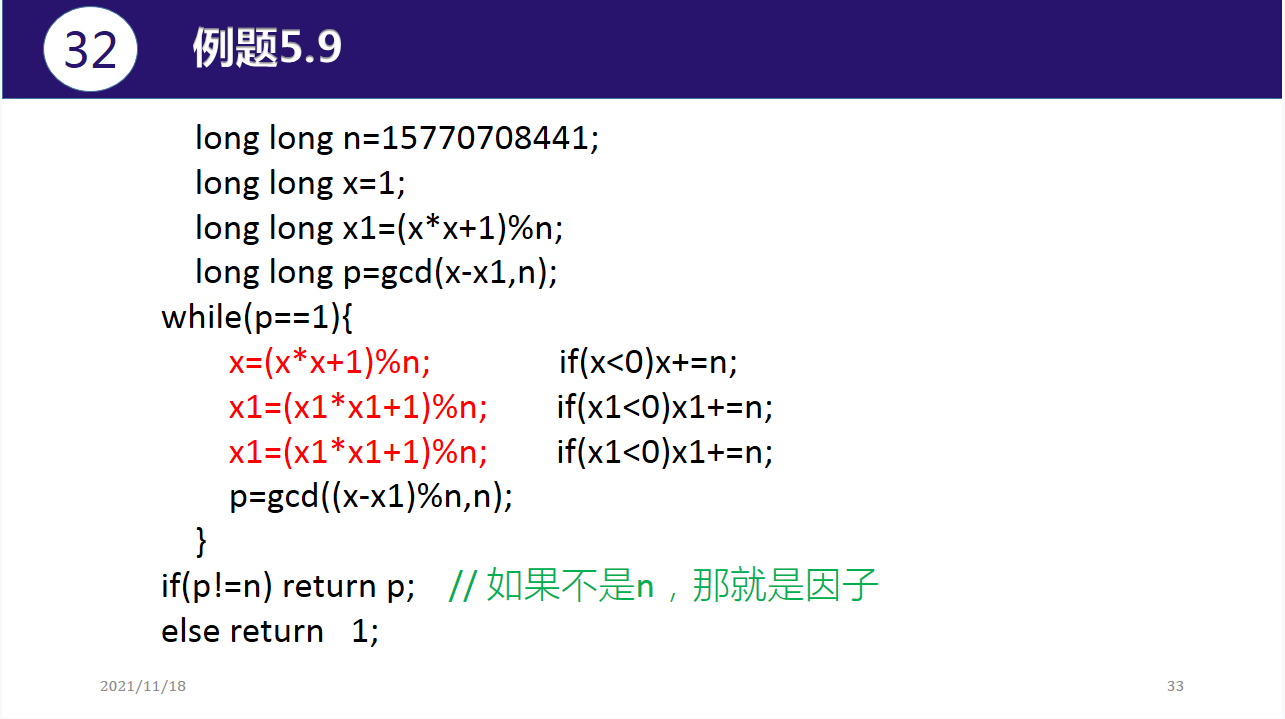 32 例题5.9
long long n=15770708441;
long long x=1;
long long x1=(x*x+1)%n;
long long p=gcd(x-x1,n);
while(p==1){
x=(x*x+1)%n; if(x<0)x+=n;
x1=(x1*x1+1)%n; if(x1<0)x1+=n;
x1=(x1*x1+1)%n; if(x1<0)x1+=n;
p=gcd((x-x1)%n,n);
}
if(p!=n) return p; // 如果不是n，那就是因子
else return 1;
2021/11/18 33